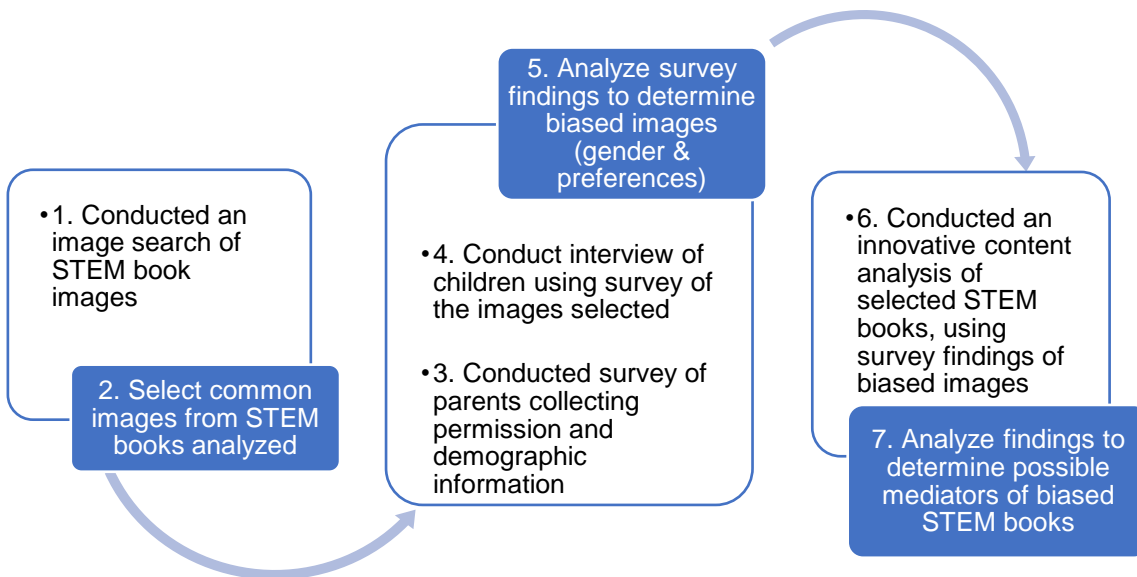 •1. Conducted an
image search of
STEM book
images
2. Select common
images from STEM
books analyzed
5. Analyze survey
findings to determine
biased images
(gender &
preferences)
•4. Conduct interview of
children using survey of
the images selected
•3. Conducted survey of
parents collecting
permission and
demographic
information
•6. Conducted an
innovative content
analysis of
selected STEM
books, using
survey findings of
biased images
7. Analyze findings to
determine possible
mediators of biased
STEM books